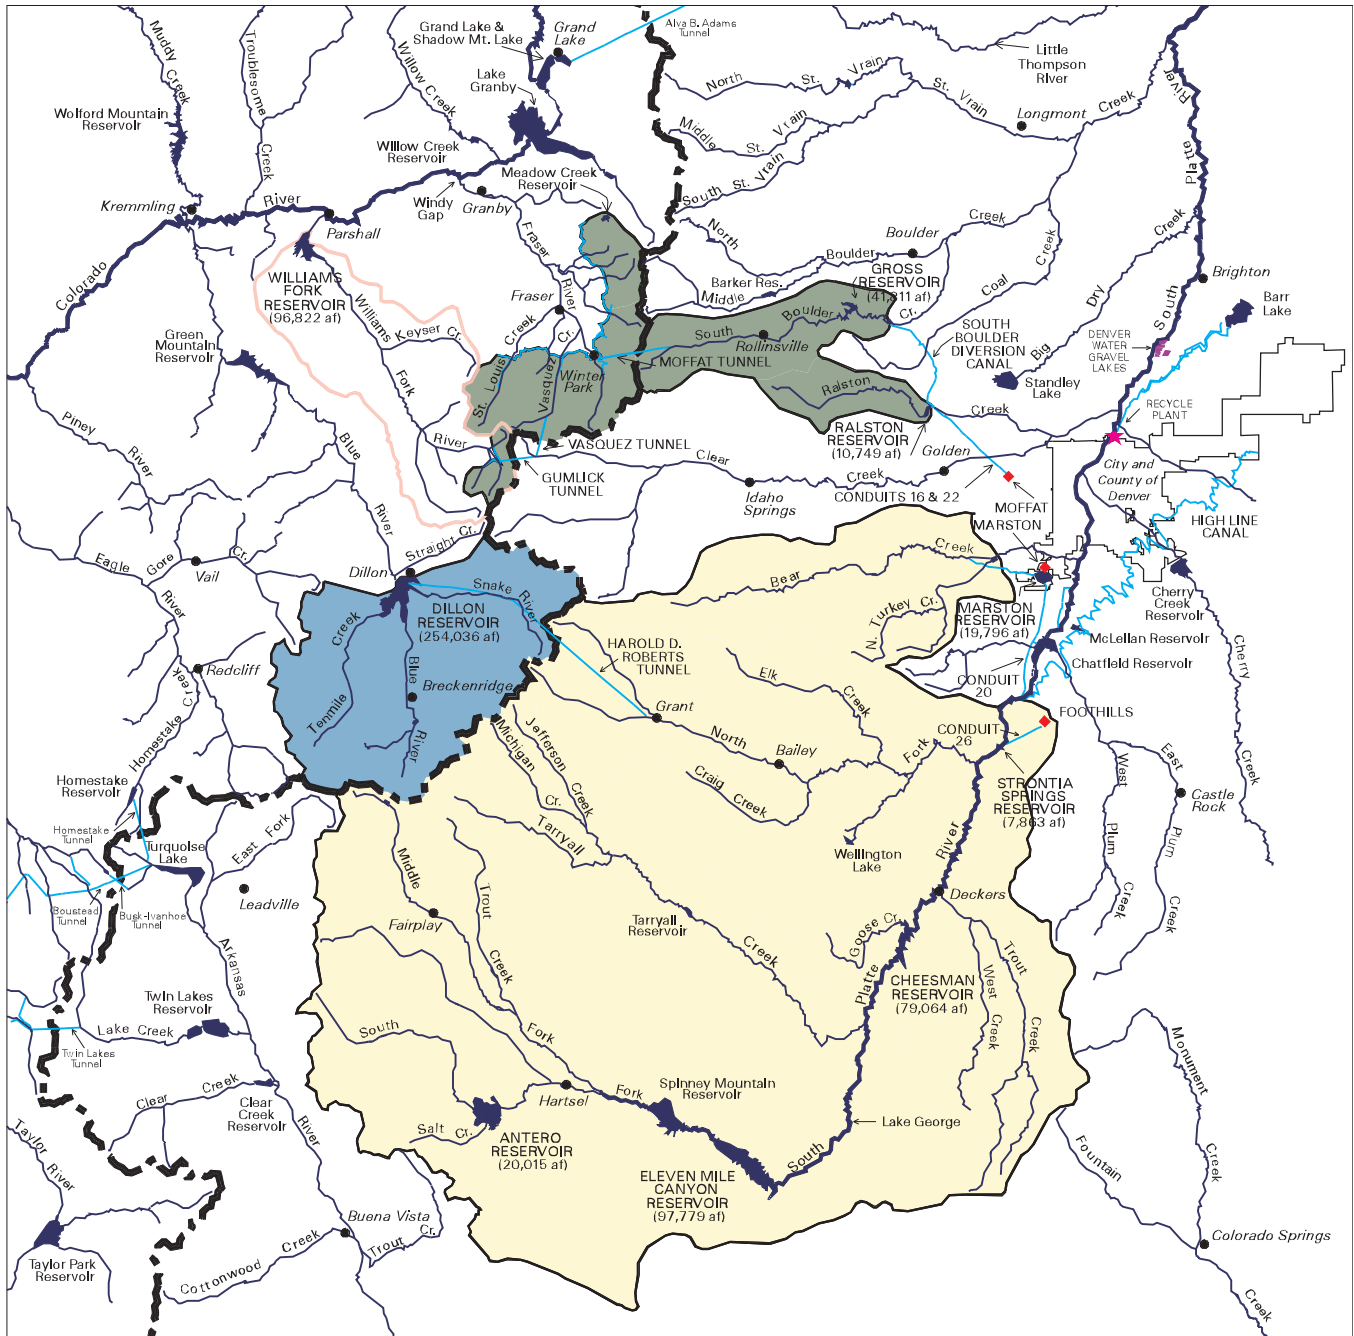 Grand Lake &
Shadow Mt. Lake
Grand
Lake
Alva B. Adams
Tunnel
Muddy Creek
Troublesome
Creek
Willow Creek
Lake
Granby
Little
Thompson
River
Wolford Mountain
Reservoir
North
St. Vrain
St. Vrain
Creek
Longmont
Middle
St. Vrain
South St. Vrain
Willow Creek
Reservoir
Meadow Creek
Reservoir
Windy
Gap
Granby
Kremmling
River
Parshall
Colorado
South
Platte
River
North
Boulder
Creek
Boulder
Barker Res.
Middle
Coal
Creek
Big
Dry
Creek
Brighton
Barr
Lake
WILLIAMS
FORK
RESERVOIR
(96,822 af)
Fraser
River
Fraser
GROSS
RESERVOIR
(41,811 af)
South
Boulder
Cr.
Rollinsville
SOUTH
BOULDER
DIVERSION
CANAL
DENVER
WATER
GRAVEL
LAKES
Standley
Lake
Green
Mountain
Reservoir
Williams
Fork
River
Keyser Cr.
St. Louis
Creek
Vasquez
Cr.
Winter
Park
MOFFAT TUNNEL
Ralston
Creek
RALSTON
RESERVOIR
(10,749 af)
RECYCLE
PLANT
Piney
River
Blue
River
VASQUEZ TUNNEL
GUMLICK
TUNNEL
Clear
Creek
Golden
Idaho
Springs
CONDUITS 16 & 22
MOFFAT
City and
County of
Denver
HIGH LINE
CANAL
MARSTON
Eagle
River
Gore
Cr.
Vail
Straight Cr.
Dillon
Snake
River
DILLON
RESERVOIR
(254,036 af)
Tenmile
Creek
Blue
River
Breckenridge
HAROLD D.
ROBERTS
TUNNEL
Bear
Creek
N. Turkey Cr.
MARSTON
RESERVOIR
(19,796 af)
Cherry
Creek
Reservoir
McLellan Reservoir
Chatfield Reservoir
Cherry
Creek
Redcliff
Homestake
Creek
Grant
Elk
Creek
CONDUIT
20
FOOTHILLS
CONDUIT
26
North
Fork
Bailey
Craig
Creek
Jefferson
Creek
Michigan
Cr.
Tarryall
Creek
STRONTIA
SPRINGS
RESERVOIR
(7,863 af)
East
Plum
Creek
West
Plum
Creek
Castle
Rock
Homestake
Reservoir
Homestake
Tunnel
Turquoise
Lake
East Fork
Leadville
Boustead
Tunnel
Busk-Ivanhoe
Tunnel
Arkansas
River
Wellington
Lake
River
Deckers
Middle
Fork
Trout
Creek
Fairplay
Tarryall
Reservoir
Goose Cr.
Platte
CHEESMAN
RESERVOIR
(79,064 af)
West
Creek
Trout
Creek
Twin Lakes
Reservoir
Lake Creek
Twin Lakes
Tunnel
South
Fork
Hartsel
Spinney Mountain
Reservoir
Clear
Creek
Clear
Creek
Reservoir
Salt
Cr.
ANTERO
RESERVOIR
(20,015 af)
Lake George
South
ELEVEN MILE
CANYON
RESERVOIR
(97,779 af)
Monument
Creek
Fountain
Creek
Colorado Springs
Taylor
River
Taylor Park
Reservoir
Buena Vista
Trout
Cr.
Cottonwood
Creek